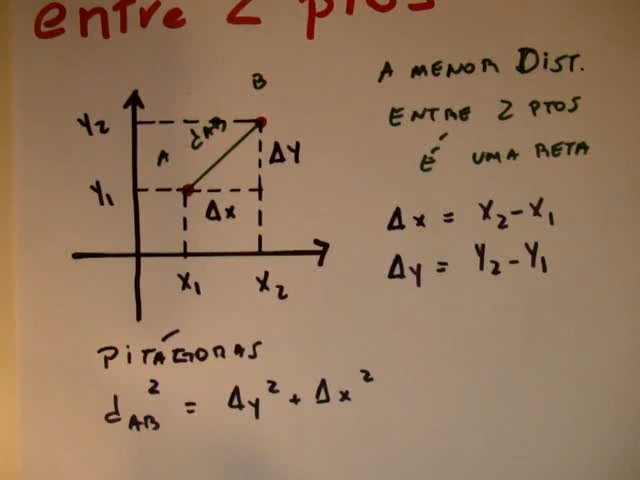 entre 2 ptos
B
Y2
dAB
A
ΔY
Y1
Δx
X1
X2
A MENOR DIST.
ENTRE 2 PTOS
É UMA RETA
Δx = X2-X1
Δy = Y2-Y1
PITÁGORAS
dAB² = Δy² + Δx²